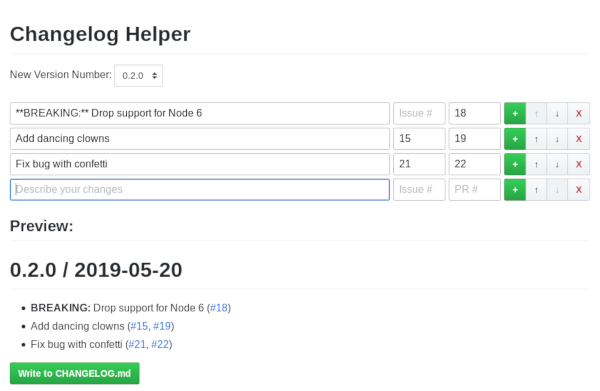 Changelog Helper
New Version Number: 0.2.0
**BREAKING:** Drop support for Node 6 Issue # 18 + ↑ ↓ X
Add dancing clowns 15 19 + ↑ ↓ X
Fix bug with confetti 21 22 + ↑ ↓ X
Describe your changes Issue # PR # + ↑ ↓ X
Preview:
0.2.0 / 2019-05-20
• BREAKING: Drop support for Node 6 (#18)
• Add dancing clowns (#15, #19)
• Fix bug with confetti (#21, #22)
Write to CHANGELOG.md